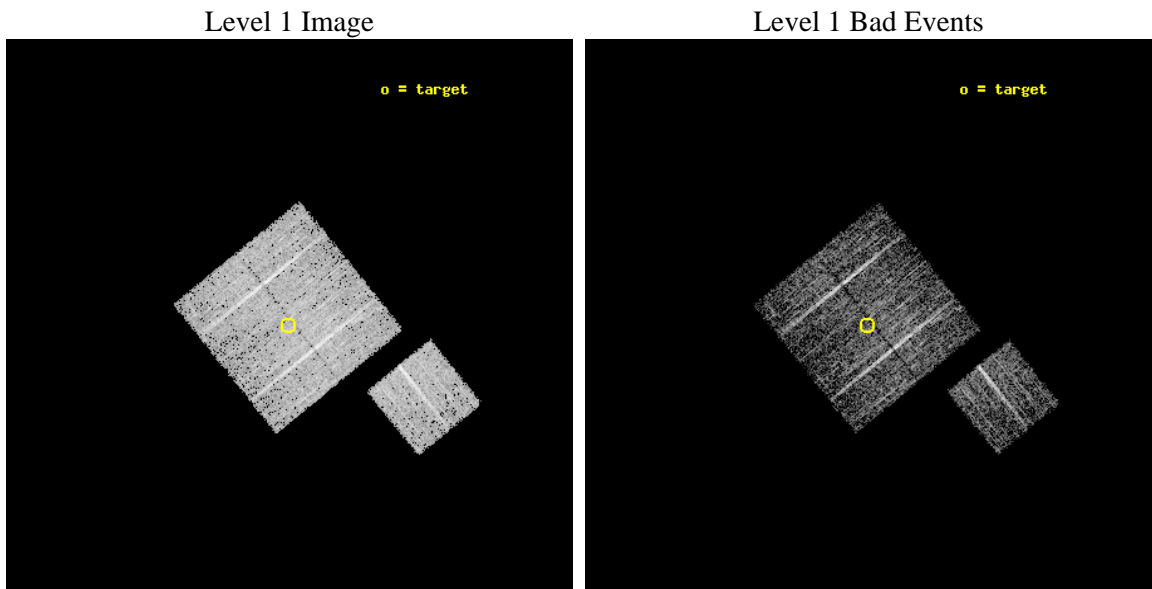 Level 1 Image
Level 1 Bad Events
o = target
o = target